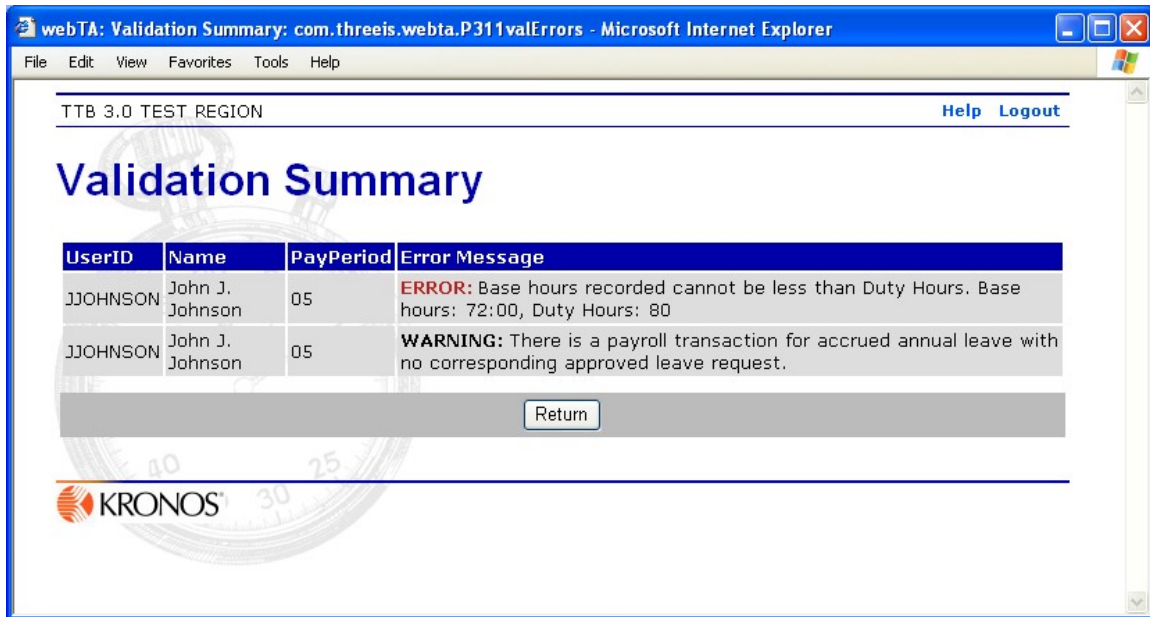 webTA: Validation Summary: com.threeis.webta.P311valErrors - Microsoft Internet Explorer
File Edit View Favorites Tools Help
TTB 3.0 TEST REGION Help Logout
Validation Summary
UserID Name PayPeriod Error Message
JJOHNSON John J. Johnson 05 ERROR: Base hours recorded cannot be less than Duty Hours. Base
hours: 72:00, Duty Hours: 80
JJOHNSON John J. Johnson 05 WARNING: There is a payroll transaction for accrued annual leave with
no corresponding approved leave request.
Return
40 25
30
KRONOS